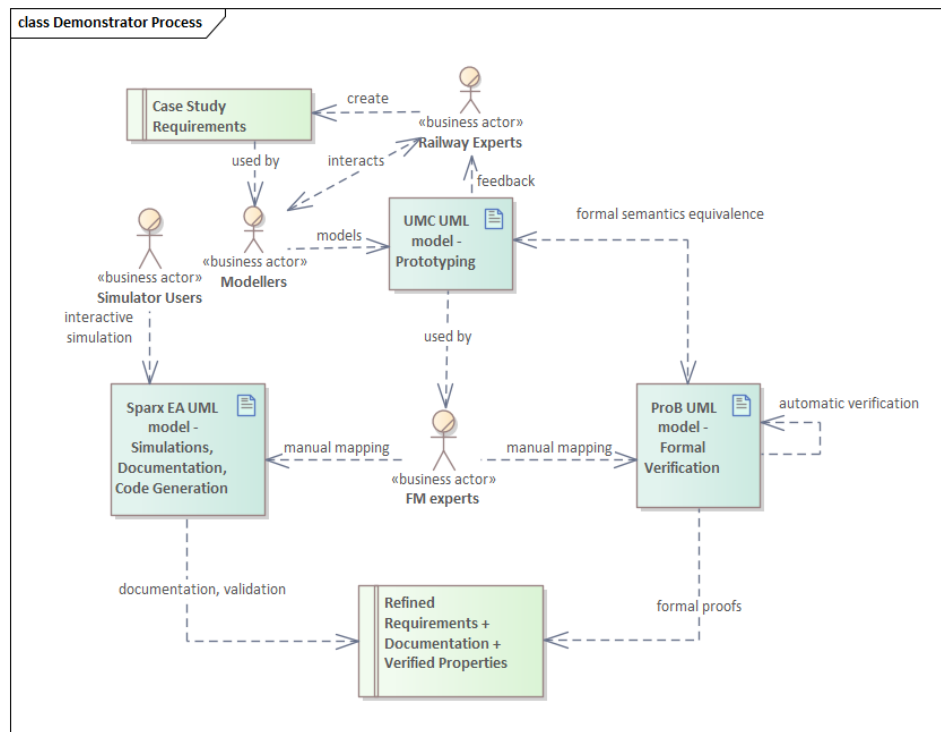 class Demonstrator Process
Case Study
Requirements
create
«business actor»
Railway Experts
used by
interacts
feedback
«business actor»
Simulator Users
«business actor»
Modellers
models
UMC UML
model -
Prototyping
formal semantics equivalence
interactive
simulation
used by
Sparx EA UML
model -
Simulations,
Documentation,
Code Generation
manual mapping
«business actor»
FM experts
manual mapping
ProB UML
model -
Formal
Verification
automatic verification
documentation, validation
formal proofs
Refined
Requirements +
Documentation +
Verified Properties